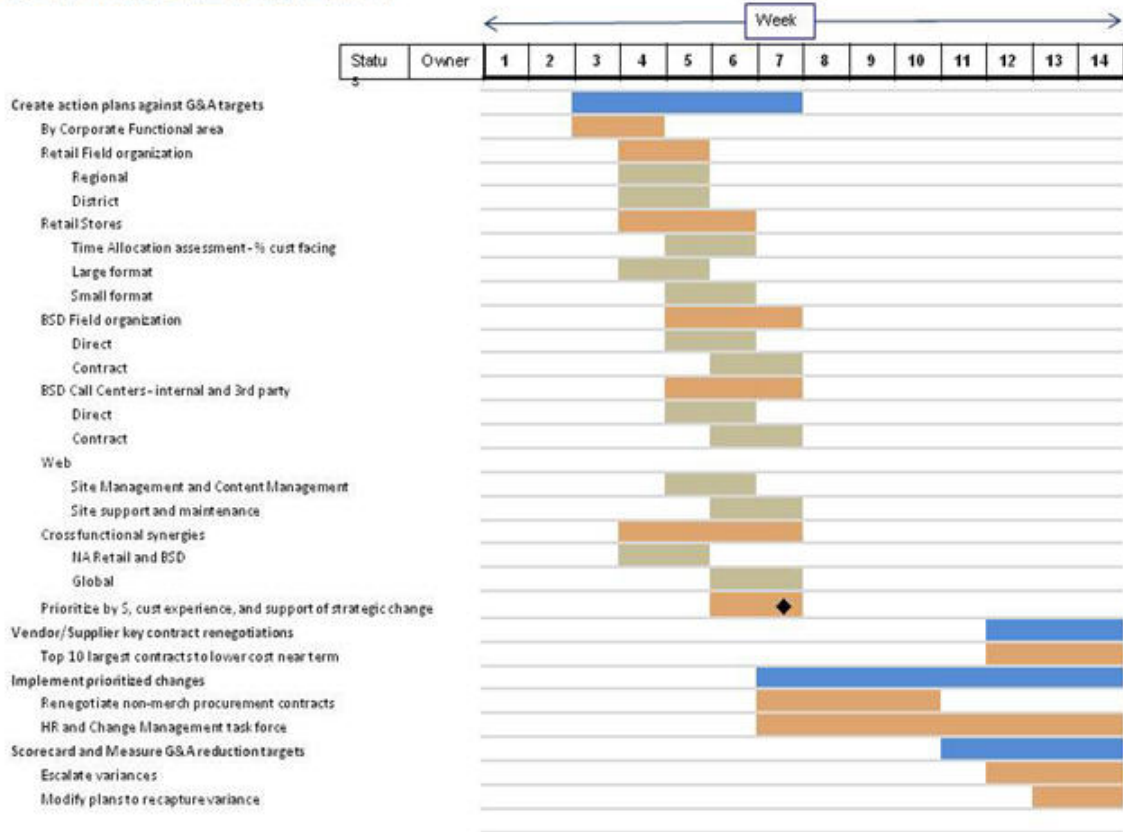 Week
Statu Owner 1 2 3 4 5 6 7 8 9 10 11 12 13 14
s
Create action plans against G&A targets
By Corporate Functional area
Retail Field organization
Regional
District
Retail Stores
Time Allocation assessment - % cust facing
Large format
Small format
BSD Field organization
Direct
Contract
BSD Call Centers - internal and 3rd party
Direct
Contract
Web
Site Management and Content Management
Site support and maintenance
Cross functional synergies
NA Retail and BSD
Global
Prioritize by $, cust experience, and support of strategic change
Vendor/Supplier key contract renegotiations
Top 10 largest contracts to lower cost near term
Implement prioritized changes
Renegotiate non-merch procurement contracts
HR and Change Management task force
Scorecard and Measure G&A reduction targets
Escalate variances
Modify plans to recapture variance